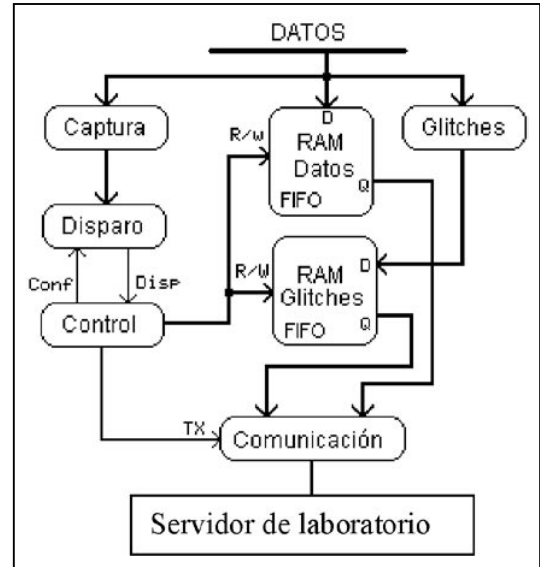 DATOS
Captura
D
RAM
Datos
Q
FIFO
Glitches
R/W
Disparo
Conf
Disp
R/W
RAM
Glitches
D
Q
FIFO
Control
TX
Comunicación
Servidor de laboratorio